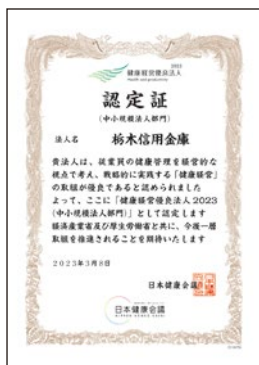 2023
健康経営優良法人
Health and productivity
認定証
(中小規模法人部門)
法人名 栃木信用金庫
貴法人は、従業員の健康管理を経営的な
視点で考え、戦略的に実践する「健康経営」
の取組が優良であると認められました
よって、ここに「健康経営優良法人2023
(中小規模法人部門)」として認定します
経済産業省及び厚生労働省と共に、今後一層
取組を推進されることを期待いたします
2023年3月8日
日本健康会議
日本健康会議
NIPPON KENKO KAIGI